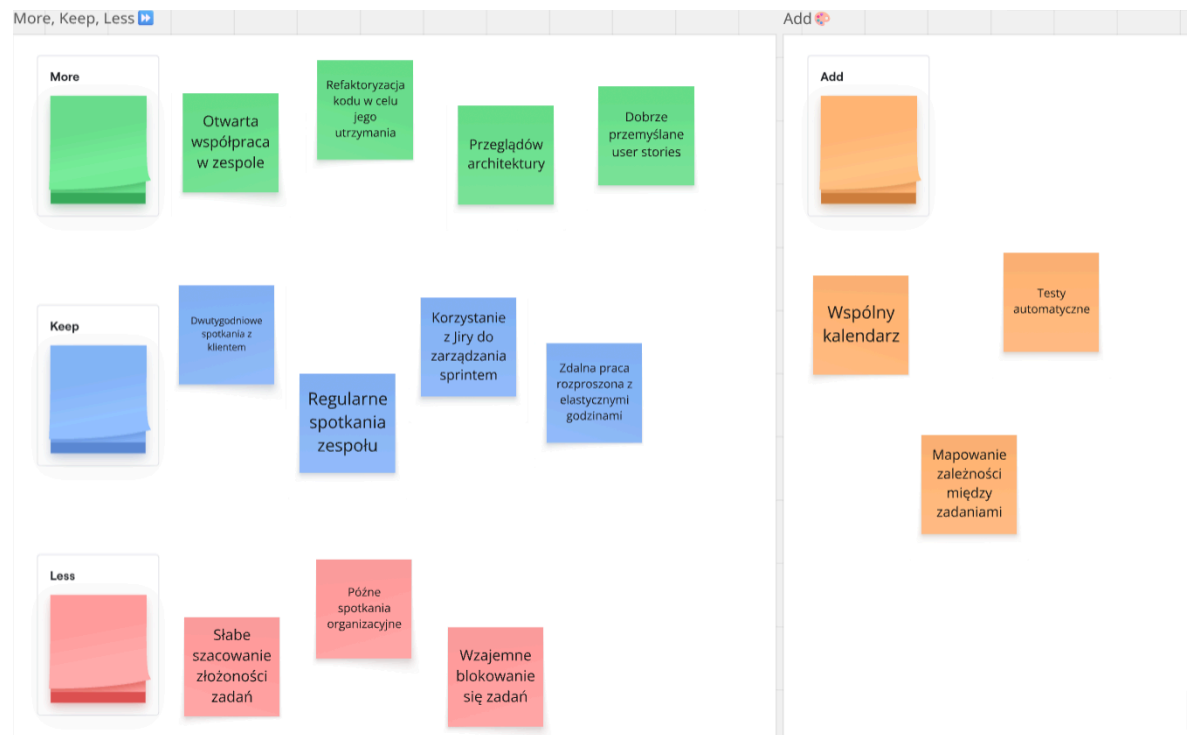 More, Keep, Less
Add
More
Otwarta
współpraca
w zespole
Refaktoryzacja
kodu w celu
jego
utrzymania
Przeglądów
architektury
Dobrze
przemyślane
user stories
Keep
Dwutygodniowe
spotkania z
klientem
Regularne
spotkania
zespołu
Korzystanie
z Jiry do
zarządzania
sprintem
Zdalna praca
rozproszona z
elastycznymi
godzinami
Less
Słabe
szacowanie
złożoności
zadań
Późne
spotkania
organizacyjne
Wzajemne
blokowanie
się zadań
Add
Wspólny
kalendarz
Testy
automatyczne
Mapowanie
zależności
między
zadaniami